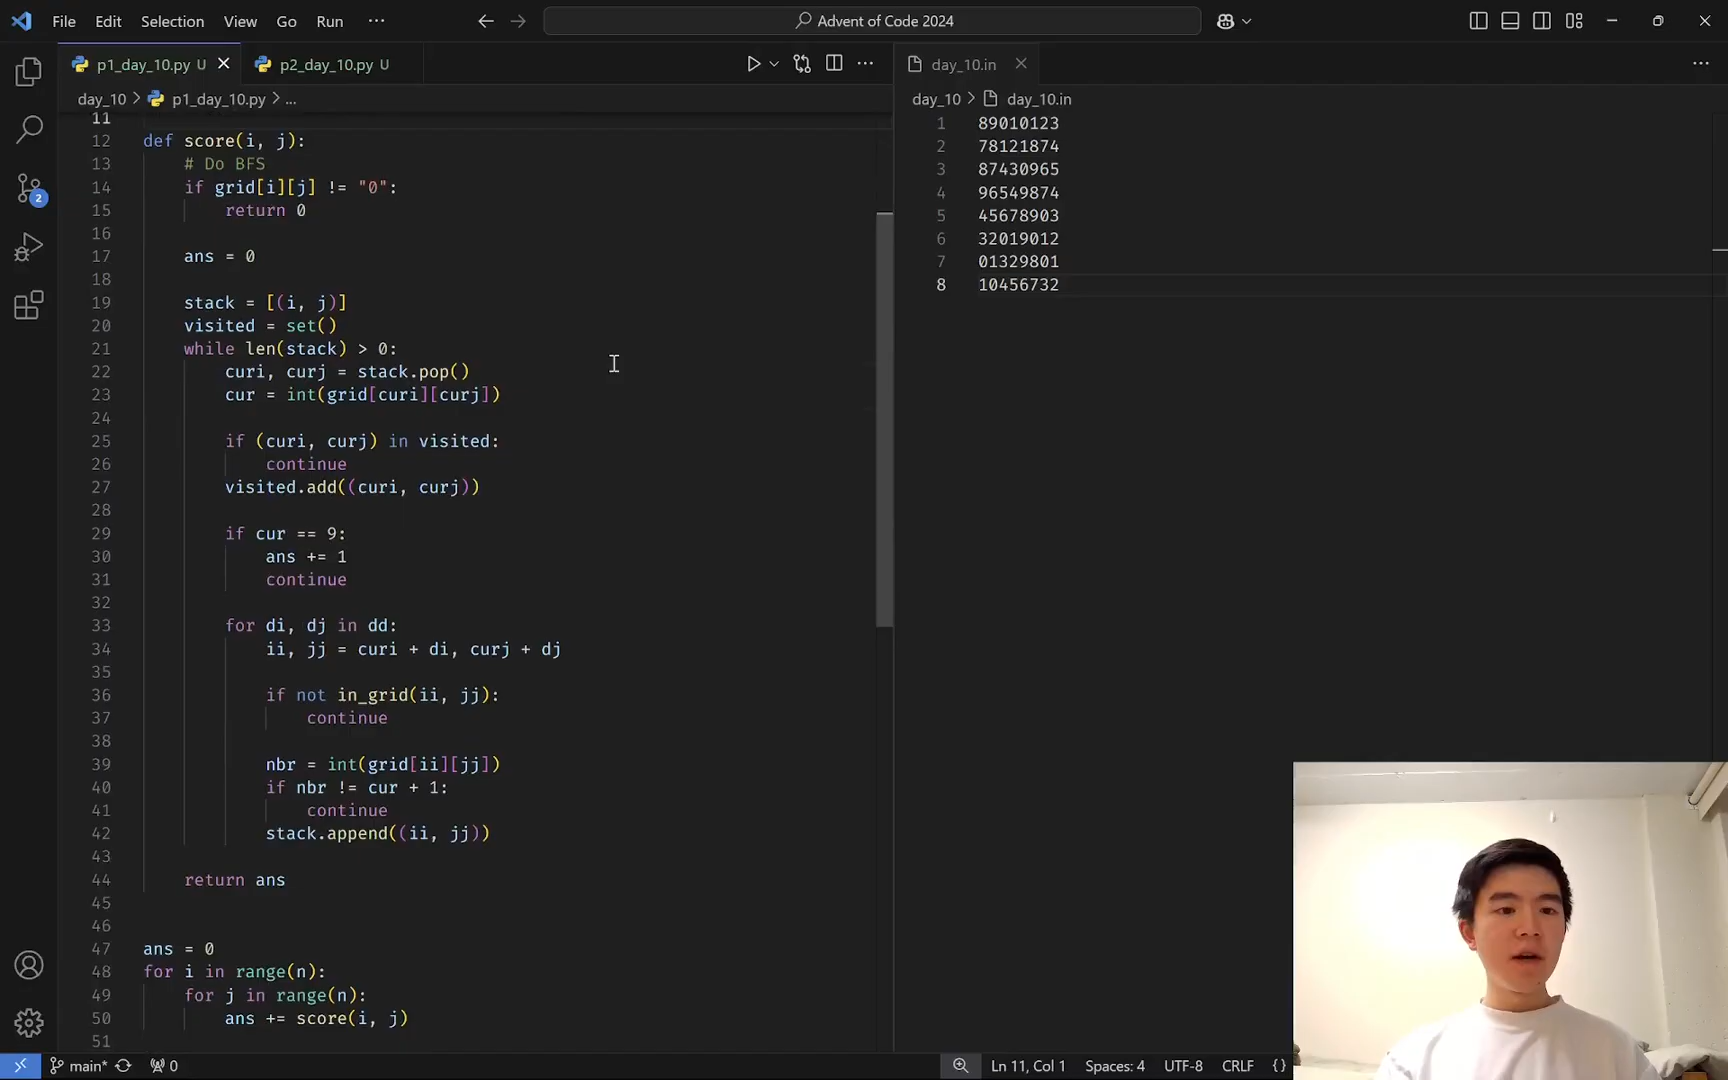 File Edit Selection View Go Run ···
Advent of Code 2024
p1_day_10.py U
p2_day_10.py U
day_10 > p1_day_10.py > ...
11
12 def score(i, j):
13 # Do BFS
14 if grid[i][j] != "0":
15 return 0
16
17 ans = 0
18
19 stack = [(i, j)]
20 visited = set()
21 while len(stack) > 0:
22 curi, curj = stack.pop()
23 cur = int(grid[curi][curj])
24
25 if (curi, curj) in visited:
26 continue
27 visited.add((curi, curj))
28
29 if cur == 9:
30 ans += 1
31 continue
32
33 for di, dj in dd:
34 ii, jj = curi + di, curj + dj
35
36 if not in_grid(ii, jj):
37 continue
38
39 nbr = int(grid[ii][jj])
40 if nbr != cur + 1:
41 continue
42 stack.append((ii, jj))
43
44 return ans
45
46
47 ans = 0
48 for i in range(n):
49 for j in range(n):
50 ans += score(i, j)
51
day_10.in
day_10 > day_10.in
1 89010123
2 78121874
3 87430965
4 96549874
5 45678903
6 32019012
7 01329801
8 10456732
2
main* 0
Ln 11, Col 1 Spaces: 4 UTF-8 CRLF {}